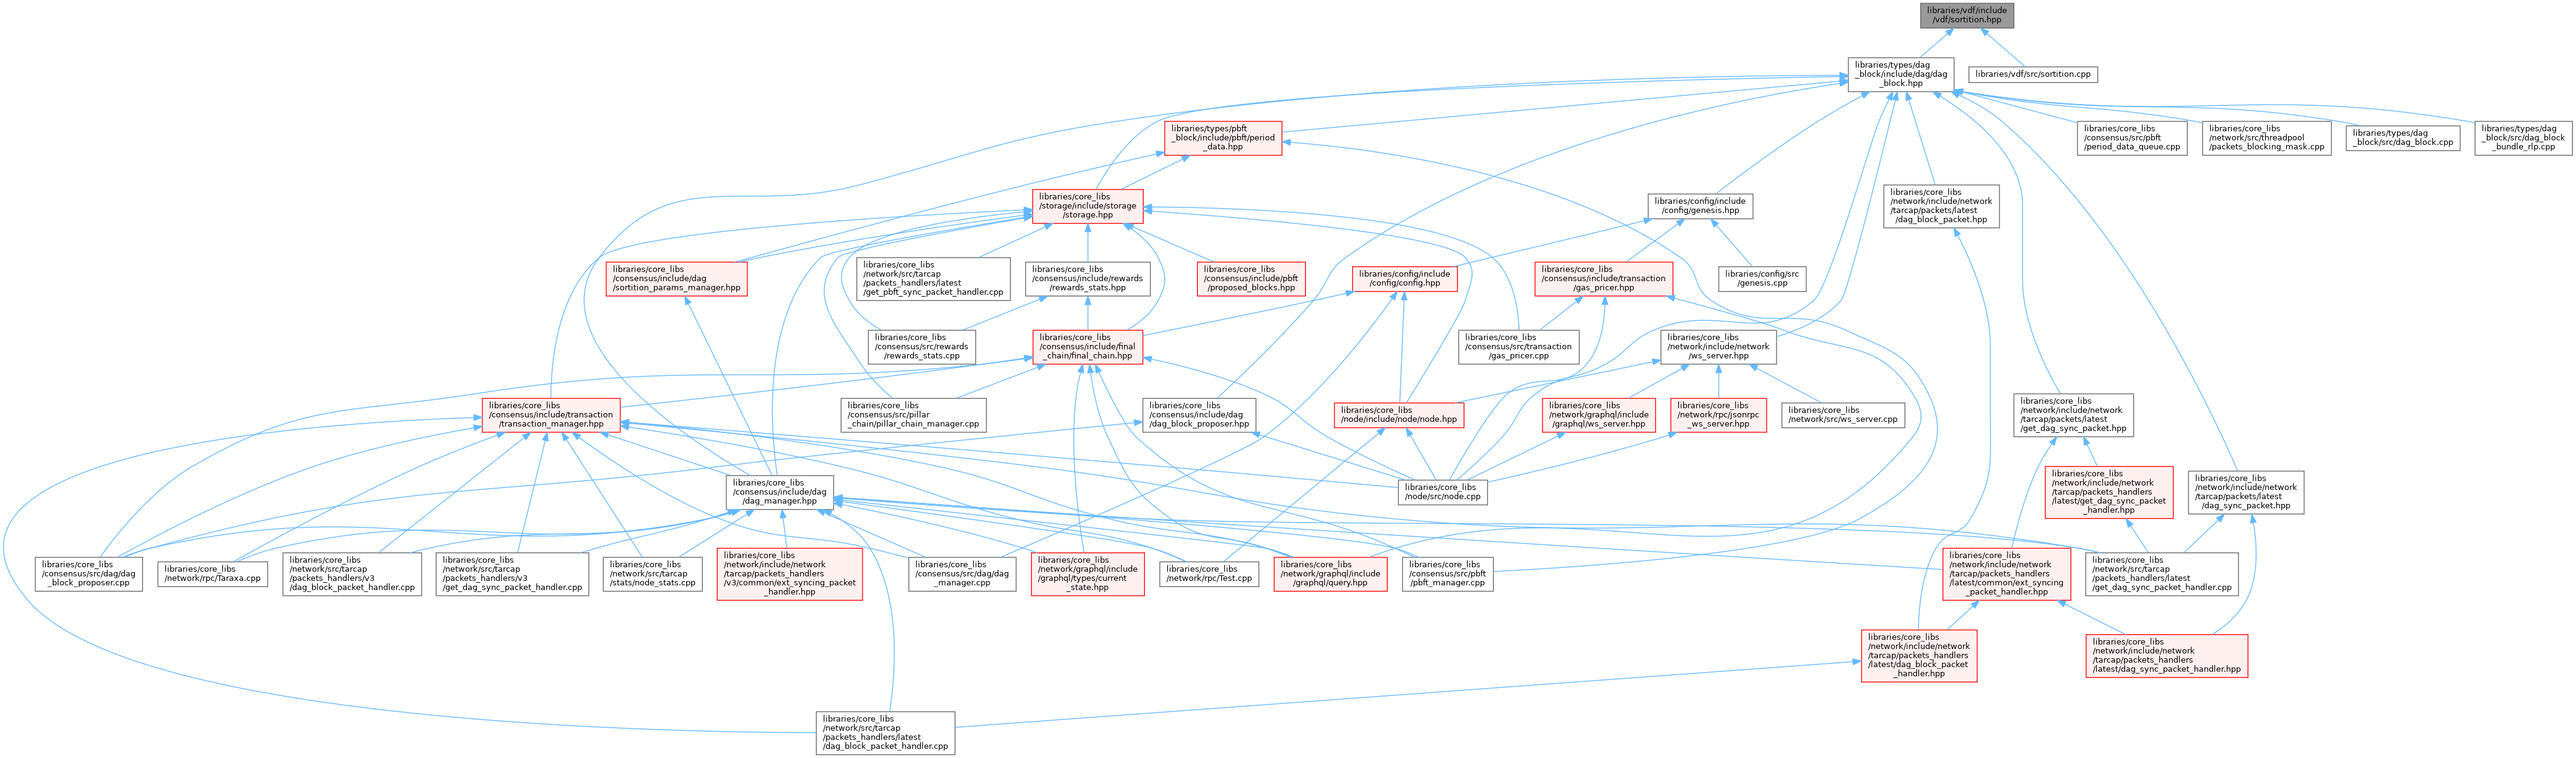 libraries/vdf/include
/vdf/sortition.hpp
libraries/types/dag
_block/include/dag/dag
_block.hpp
libraries/vdf/src/sortition.cpp
libraries/types/pbft
_block/include/pbft/period
_data.hpp
libraries/core_libs
/consensus/src/pbft
/period_data_queue.cpp
libraries/core_libs
/network/src/threadpool
/packets_blocking_mask.cpp
libraries/types/dag
_block/src/dag_block.cpp
libraries/types/dag
_block/src/dag_block
_bundle_rlp.cpp
libraries/core_libs
/storage/include/storage
/storage.hpp
libraries/config/include
/config/genesis.hpp
libraries/core_libs
/network/include/network
/tarcap/packets/latest
/dag_block_packet.hpp
libraries/core_libs
/consensus/include/dag
/sortition_params_manager.hpp
libraries/core_libs
/network/src/tarcap
/packets_handlers/latest
/get_pbft_sync_packet_handler.cpp
libraries/core_libs
/consensus/include/rewards
/rewards_stats.hpp
libraries/core_libs
/consensus/include/pbft
/proposed_blocks.hpp
libraries/config/include
/config/config.hpp
libraries/core_libs
/consensus/include/transaction
/gas_pricer.hpp
libraries/config/src
/genesis.cpp
libraries/core_libs
/consensus/src/rewards
/rewards_stats.cpp
libraries/core_libs
/consensus/include/final
_chain/final_chain.hpp
libraries/core_libs
/consensus/src/transaction
/gas_pricer.cpp
libraries/core_libs
/network/include/network
/ws_server.hpp
libraries/core_libs
/consensus/include/transaction
/transaction_manager.hpp
libraries/core_libs
/consensus/src/pillar
_chain/pillar_chain_manager.cpp
libraries/core_libs
/consensus/include/dag
/dag_block_proposer.hpp
libraries/core_libs
/node/include/node/node.hpp
libraries/core_libs
/network/graphql/include
/graphql/ws_server.hpp
libraries/core_libs
/network/rpc/jsonrpc
_ws_server.hpp
libraries/core_libs
/network/src/ws_server.cpp
libraries/core_libs
/network/include/network
/tarcap/packets/latest
/get_dag_sync_packet.hpp
libraries/core_libs
/consensus/include/dag
/dag_manager.hpp
libraries/core_libs
/node/src/node.cpp
libraries/core_libs
/network/include/network
/tarcap/packets_handlers
/latest/get_dag_sync_packet
_handler.hpp
libraries/core_libs
/network/include/network
/tarcap/packets/latest
/dag_sync_packet.hpp
libraries/core_libs
/consensus/src/dag/dag
_block_proposer.cpp
libraries/core_libs
/network/rpc/Taraxa.cpp
libraries/core_libs
/network/src/tarcap
/packets_handlers/v3
/dag_block_packet_handler.cpp
libraries/core_libs
/network/src/tarcap
/packets_handlers/v3
/get_dag_sync_packet_handler.cpp
libraries/core_libs
/network/src/tarcap
/stats/node_stats.cpp
libraries/core_libs
/network/include/network
/tarcap/packets_handlers
/v3/common/ext_syncing_packet
_handler.hpp
libraries/core_libs
/consensus/src/dag/dag
_manager.cpp
libraries/core_libs
/network/graphql/include
/graphql/types/current
_state.hpp
libraries/core_libs
/network/rpc/Test.cpp
libraries/core_libs
/network/graphql/include
/graphql/query.hpp
libraries/core_libs
/consensus/src/pbft
/pbft_manager.cpp
libraries/core_libs
/network/include/network
/tarcap/packets_handlers
/latest/common/ext_syncing
_packet_handler.hpp
libraries/core_libs
/network/src/tarcap
/packets_handlers/latest
/get_dag_sync_packet_handler.cpp
libraries/core_libs
/network/include/network
/tarcap/packets_handlers
/latest/dag_block_packet
_handler.hpp
libraries/core_libs
/network/include/network
/tarcap/packets_handlers
/latest/dag_sync_packet_handler.hpp
libraries/core_libs
/network/src/tarcap
/packets_handlers/latest
/dag_block_packet_handler.cpp